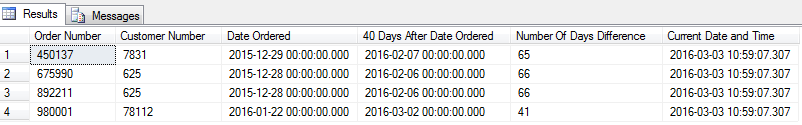 Results Messages
Order Number Customer Number Date Ordered 40 Days After Date Ordered Number Of Days Difference Current Date and Time
1 450137 7831 2015-12-29 00:00:00.000 2016-02-07 00:00:00.000 65 2016-03-03 10:59:07.307
2 675990 625 2015-12-28 00:00:00.000 2016-02-06 00:00:00.000 66 2016-03-03 10:59:07.307
3 892211 625 2015-12-28 00:00:00.000 2016-02-06 00:00:00.000 66 2016-03-03 10:59:07.307
4 980001 78112 2016-01-22 00:00:00.000 2016-03-02 00:00:00.000 41 2016-03-03 10:59:07.307